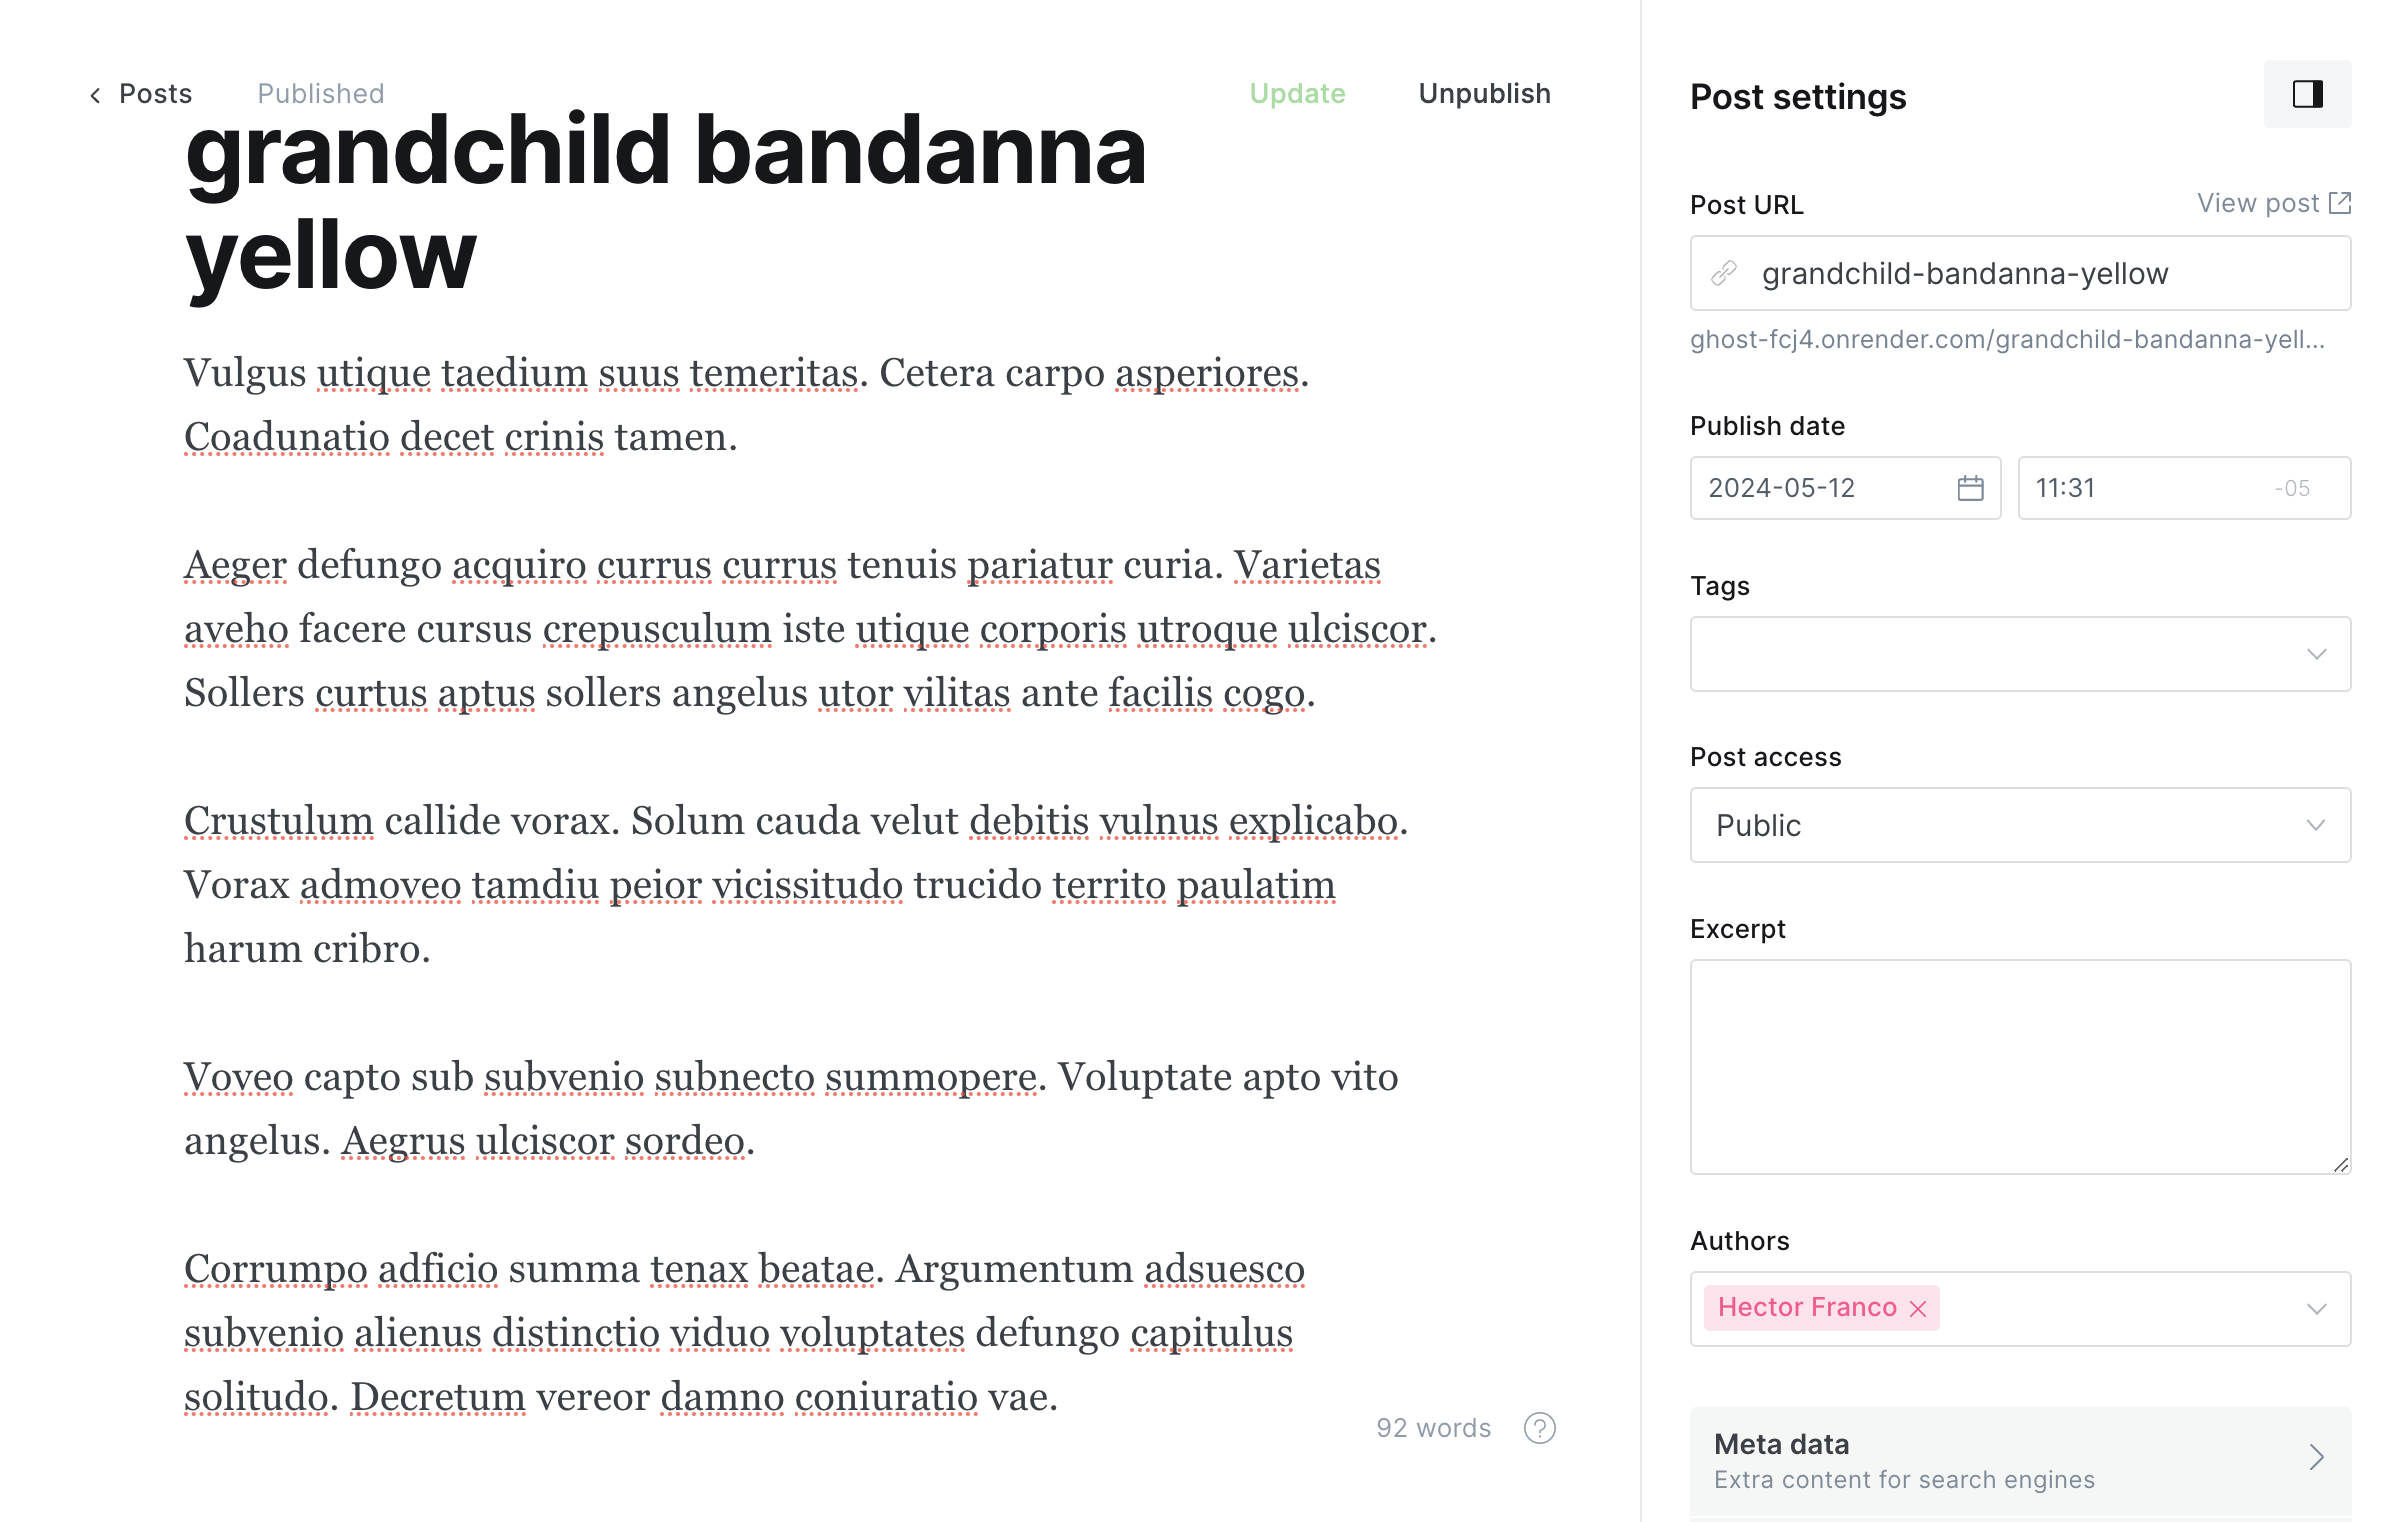 Posts
Published
Update
Unpublish
grandchild bandanna
yellow
Vulgus utique taedium suus temeritas. Cetera carpo asperiores.
Coadunatio decet crinis tamen.
Aeger defungo acquiro currus currus tenuis pariatur curia. Varietas
aveho facere cursus crepusculum iste utique corporis utroque ulciscor.
Sollers curtus aptus sollers angelus utor vilitas ante facilis cogo.
Crustulum callide vorax. Solum cauda velut debitis vulnus explicabo.
Vorax admoveo tamdiu peior vicissitudo trucido territo paulatim
harum cribro.
Voveo capto sub subvenio subnecto summopere. Voluptate apto vito
angelus. Aegrus ulciscor sordeo.
Corrumpo adficio summa tenax beatae. Argumentum adsuesco
subvenio alienus distinctio viduo voluptates defungo capitulus
solitudo. Decretum vereor damno coniuratio vae.
92 words
?
Post settings
Post URL
View post
grandchild-bandanna-yellow
ghost-fcj4.onrender.com/grandchild-bandanna-yell...
Publish date
2024-05-12
11:31
-05
Tags
Post access
Public
Excerpt
Authors
Hector Franco
Meta data
Extra content for search engines